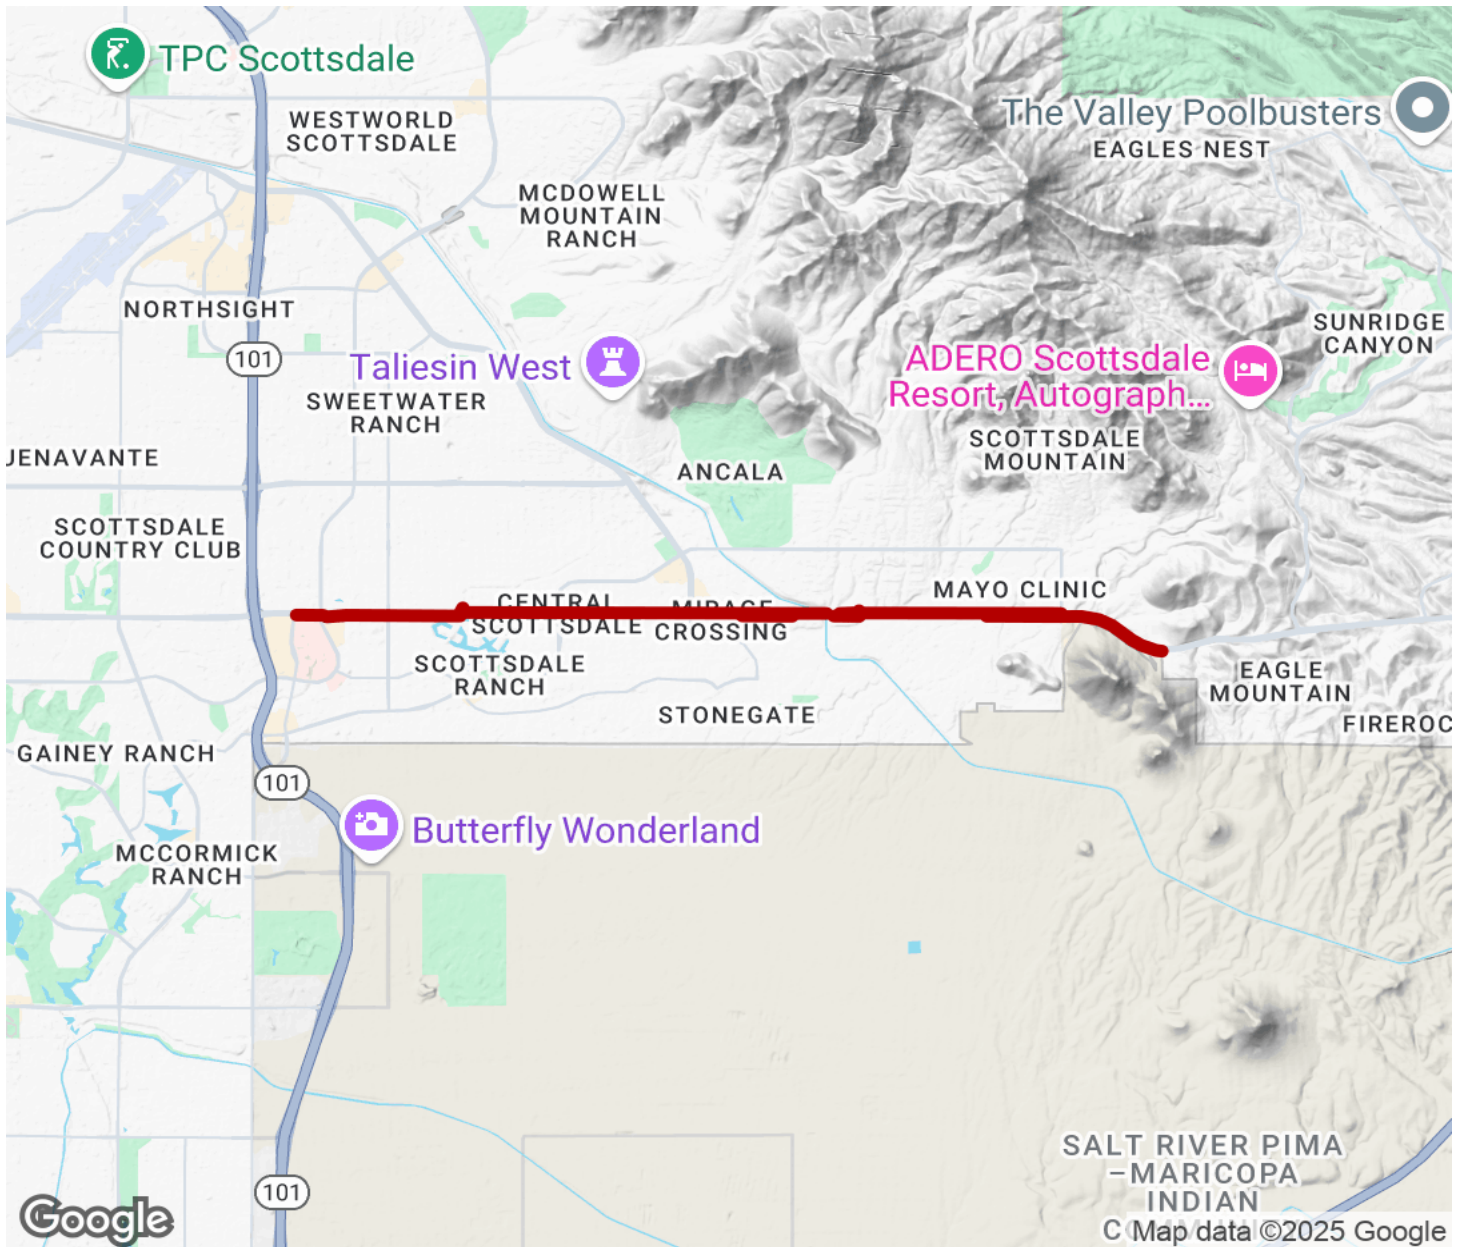 TPC Scottsdale
The Valley Poolbusters
EAGLES NEST
WESTWORLD
SCOTTSDALE
MCDOWELL
MOUNTAIN
RANCH
NORTHSIGHT
SUNRIDGE
CANYON
101
Taliesin West
ADERO Scottsdale
Resort, Autograph...
SWEETWATER
RANCH
SCOTTSDALE
MOUNTAIN
JENAVANTE
ANCALA
SCOTTSDALE
COUNTRY CLUB
MAYO CLINIC
CENTRAL
SCOTTSDALE
MIRAGE
CROSSING
SCOTTSDALE
RANCH
EAGLE
MOUNTAIN
STONEGATE
FIREROC
GAINEY RANCH
101
Butterfly Wonderland
MCCORMICK
RANCH
SALT RIVER PIMA
–MARICOPA
INDIAN
101
Google
Map data ©2025 Google